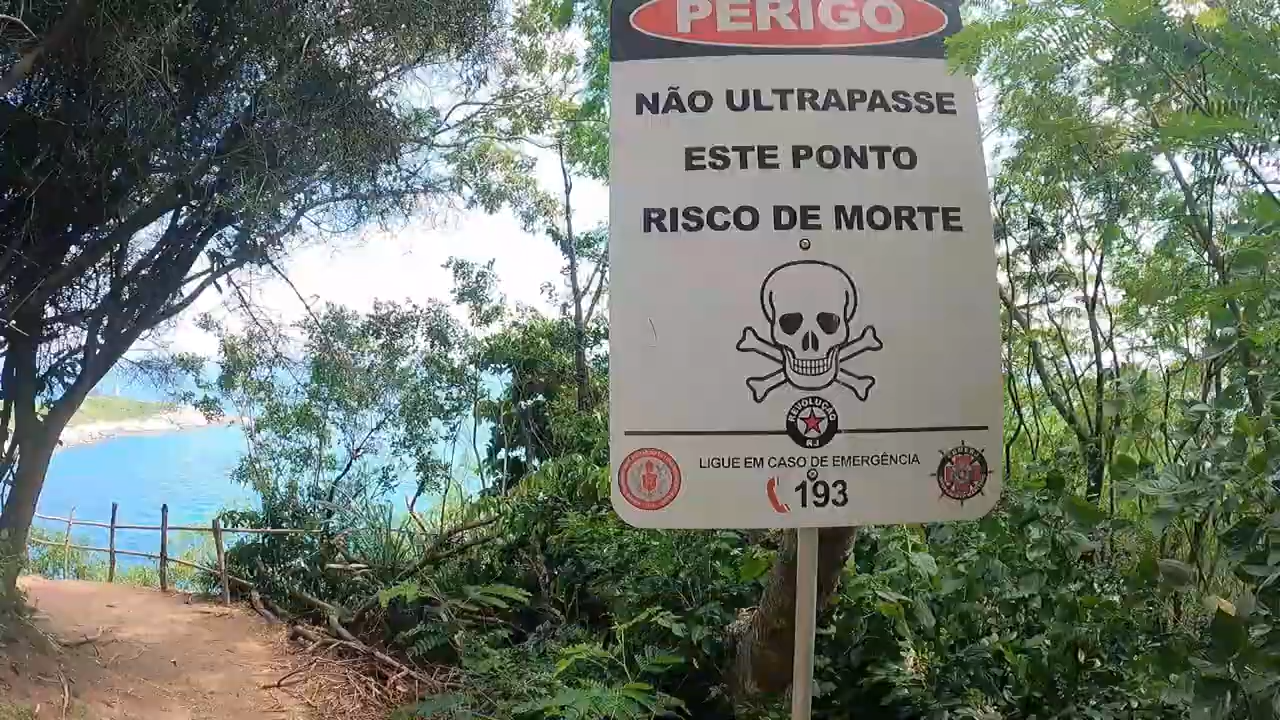 PERIGO
NÃO ULTRAPASSE
ESTE PONTO
RISCO DE MORTE
REVOLUÇÃO
RJ
LIGUE EM CASO DE EMERGÊNCIA
193